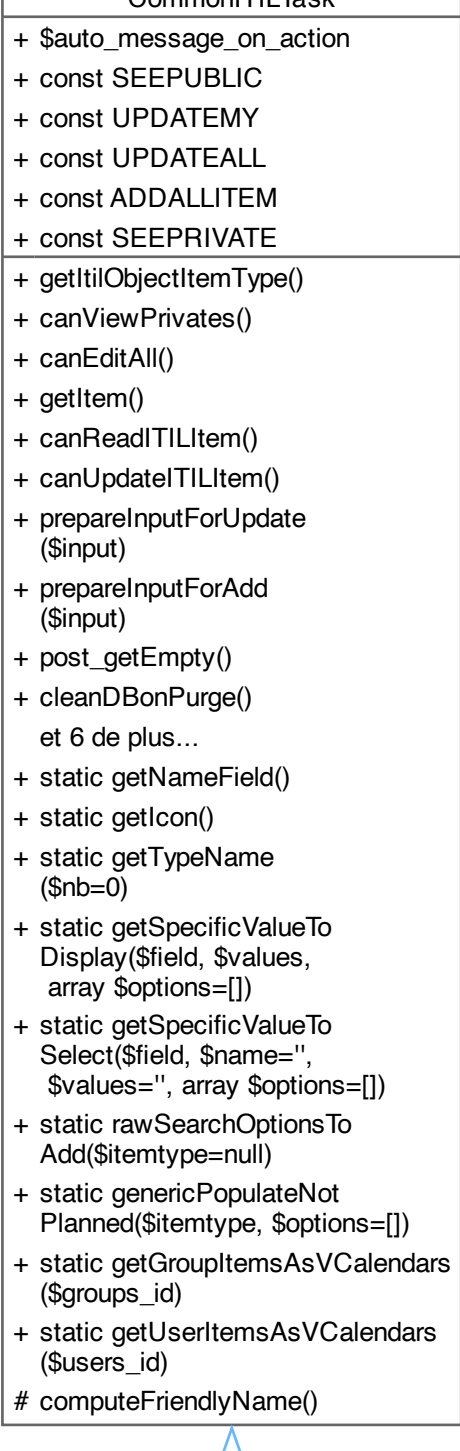 CommonITILTask
+ $auto_message_on_action
+ const SEEPUBLIC
+ const UPDATEMY
+ const UPDATEALL
+ const ADDALLITEM
+ const SEEPRIVATE
+ getItilObjectItemType()
+ canViewPrivates()
+ canEditAll()
+ getItem()
+ canReadITILItem()
+ canUpdateITILItem()
+ prepareInputForUpdate
($input)
+ prepareInputForAdd
($input)
+ post_getEmpty()
+ cleanDBonPurge()
et 6 de plus...
+ static getNameField()
+ static getIcon()
+ static getTypeName
($nb=0)
+ static getSpecificValueTo
Display($field, $values,
array $options=[])
+ static getSpecificValueTo
Select($field, $name='',
$values='', array $options=[])
+ static rawSearchOptionsTo
Add($itemtype=null)
+ static genericPopulateNot
Planned($itemtype, $options=[])
+ static getGroupItemsAsVCalendars
($groups_id)
+ static getUserItemsAsVCalendars
($users_id)
# computeFriendlyName()